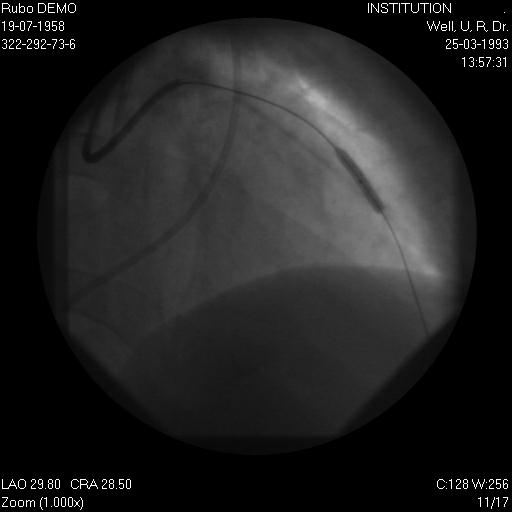 Rubo DEMO
19-07-1958
322-292-73-6
INSTITUTION .
Well, U, R, Dr.
25-03-1993
13:57:31
LAO 29.80 CRA 28.50
Zoom (1.000x)
C:128 W:256
11/17